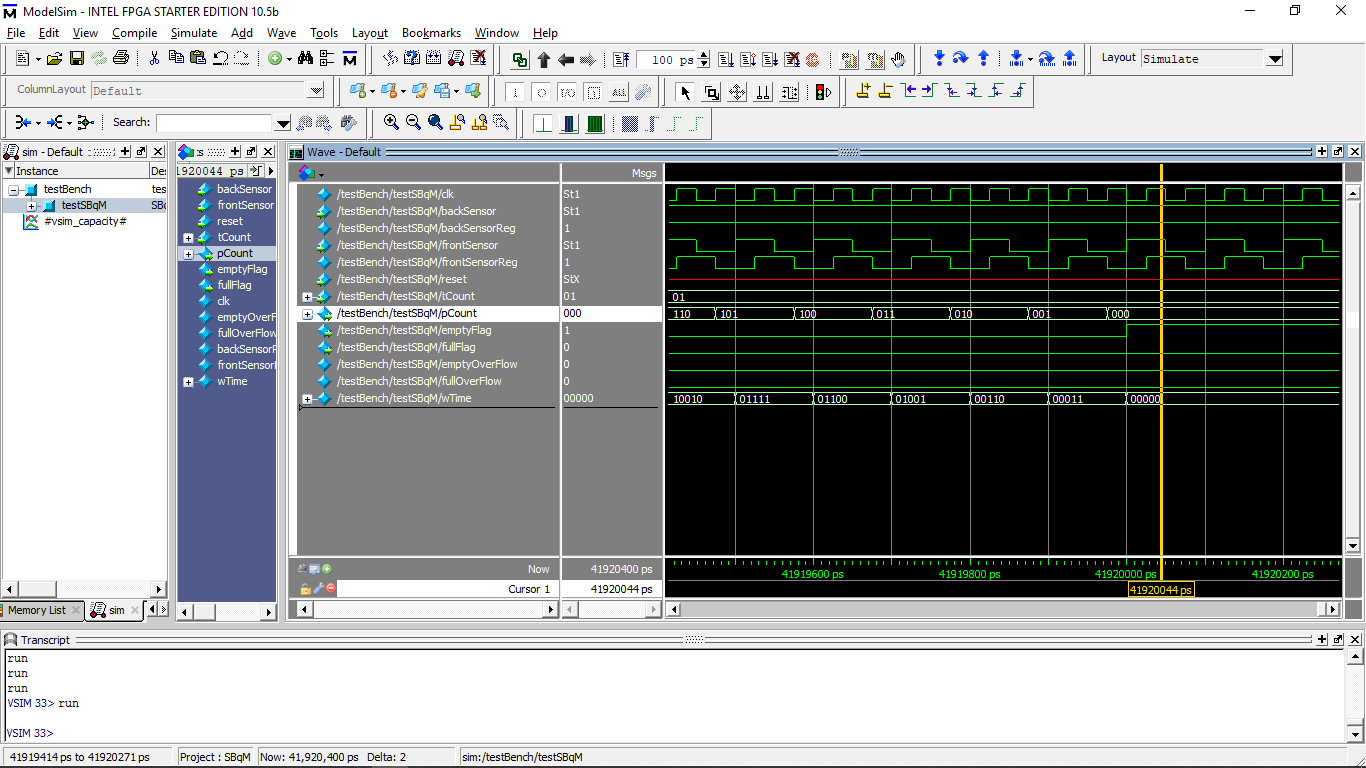 ModelSim - INTEL FPGA STARTER EDITION 10.5b
File Edit View Compile Simulate Add Wave Tools Layout Bookmarks Window Help
100 ps
Layout Simulate
ColumnLayout Default
Search:
sim - Default
Instance
testBench
testSBqM
#vsim_capacity#
1920044 ps
backSensor
frontSensor
reset
tCount
pCount
emptyFlag
fullFlag
clk
emptyOverF
fullOverFlow
backSensorF
frontSensorI
wTime
Wave - Default
Msgs
/testBench/testSBqM/clk St1
/testBench/testSBqM/backSensor St1
/testBench/testSBqM/backSensorReg 1
/testBench/testSBqM/frontSensor St1
/testBench/testSBqM/frontSensorReg 1
/testBench/testSBqM/reset StX
/testBench/testSBqM/tCount 01 01
/testBench/testSBqM/pCount 000 110 101 100 011 010 001 000
/testBench/testSBqM/emptyFlag 1
/testBench/testSBqM/fullFlag 0
/testBench/testSBqM/emptyOverFlow 0
/testBench/testSBqM/fullOverFlow 0
/testBench/testSBqM/wTime 00000 10010 01111 01100 01001 00110 00011 00000
Now 41920400 ps 41919600 ps 41919800 ps 41920000 ps 41920200 ps
Cursor 1 41920044 ps 41920044 ps
Memory List sim
Transcript
run
run
run
VSIM 33> run
VSIM 33>
41919414 ps to 41920271 ps Project : SBqM Now: 41,920,400 ps Delta: 2 sim:/testBench/testSBqM